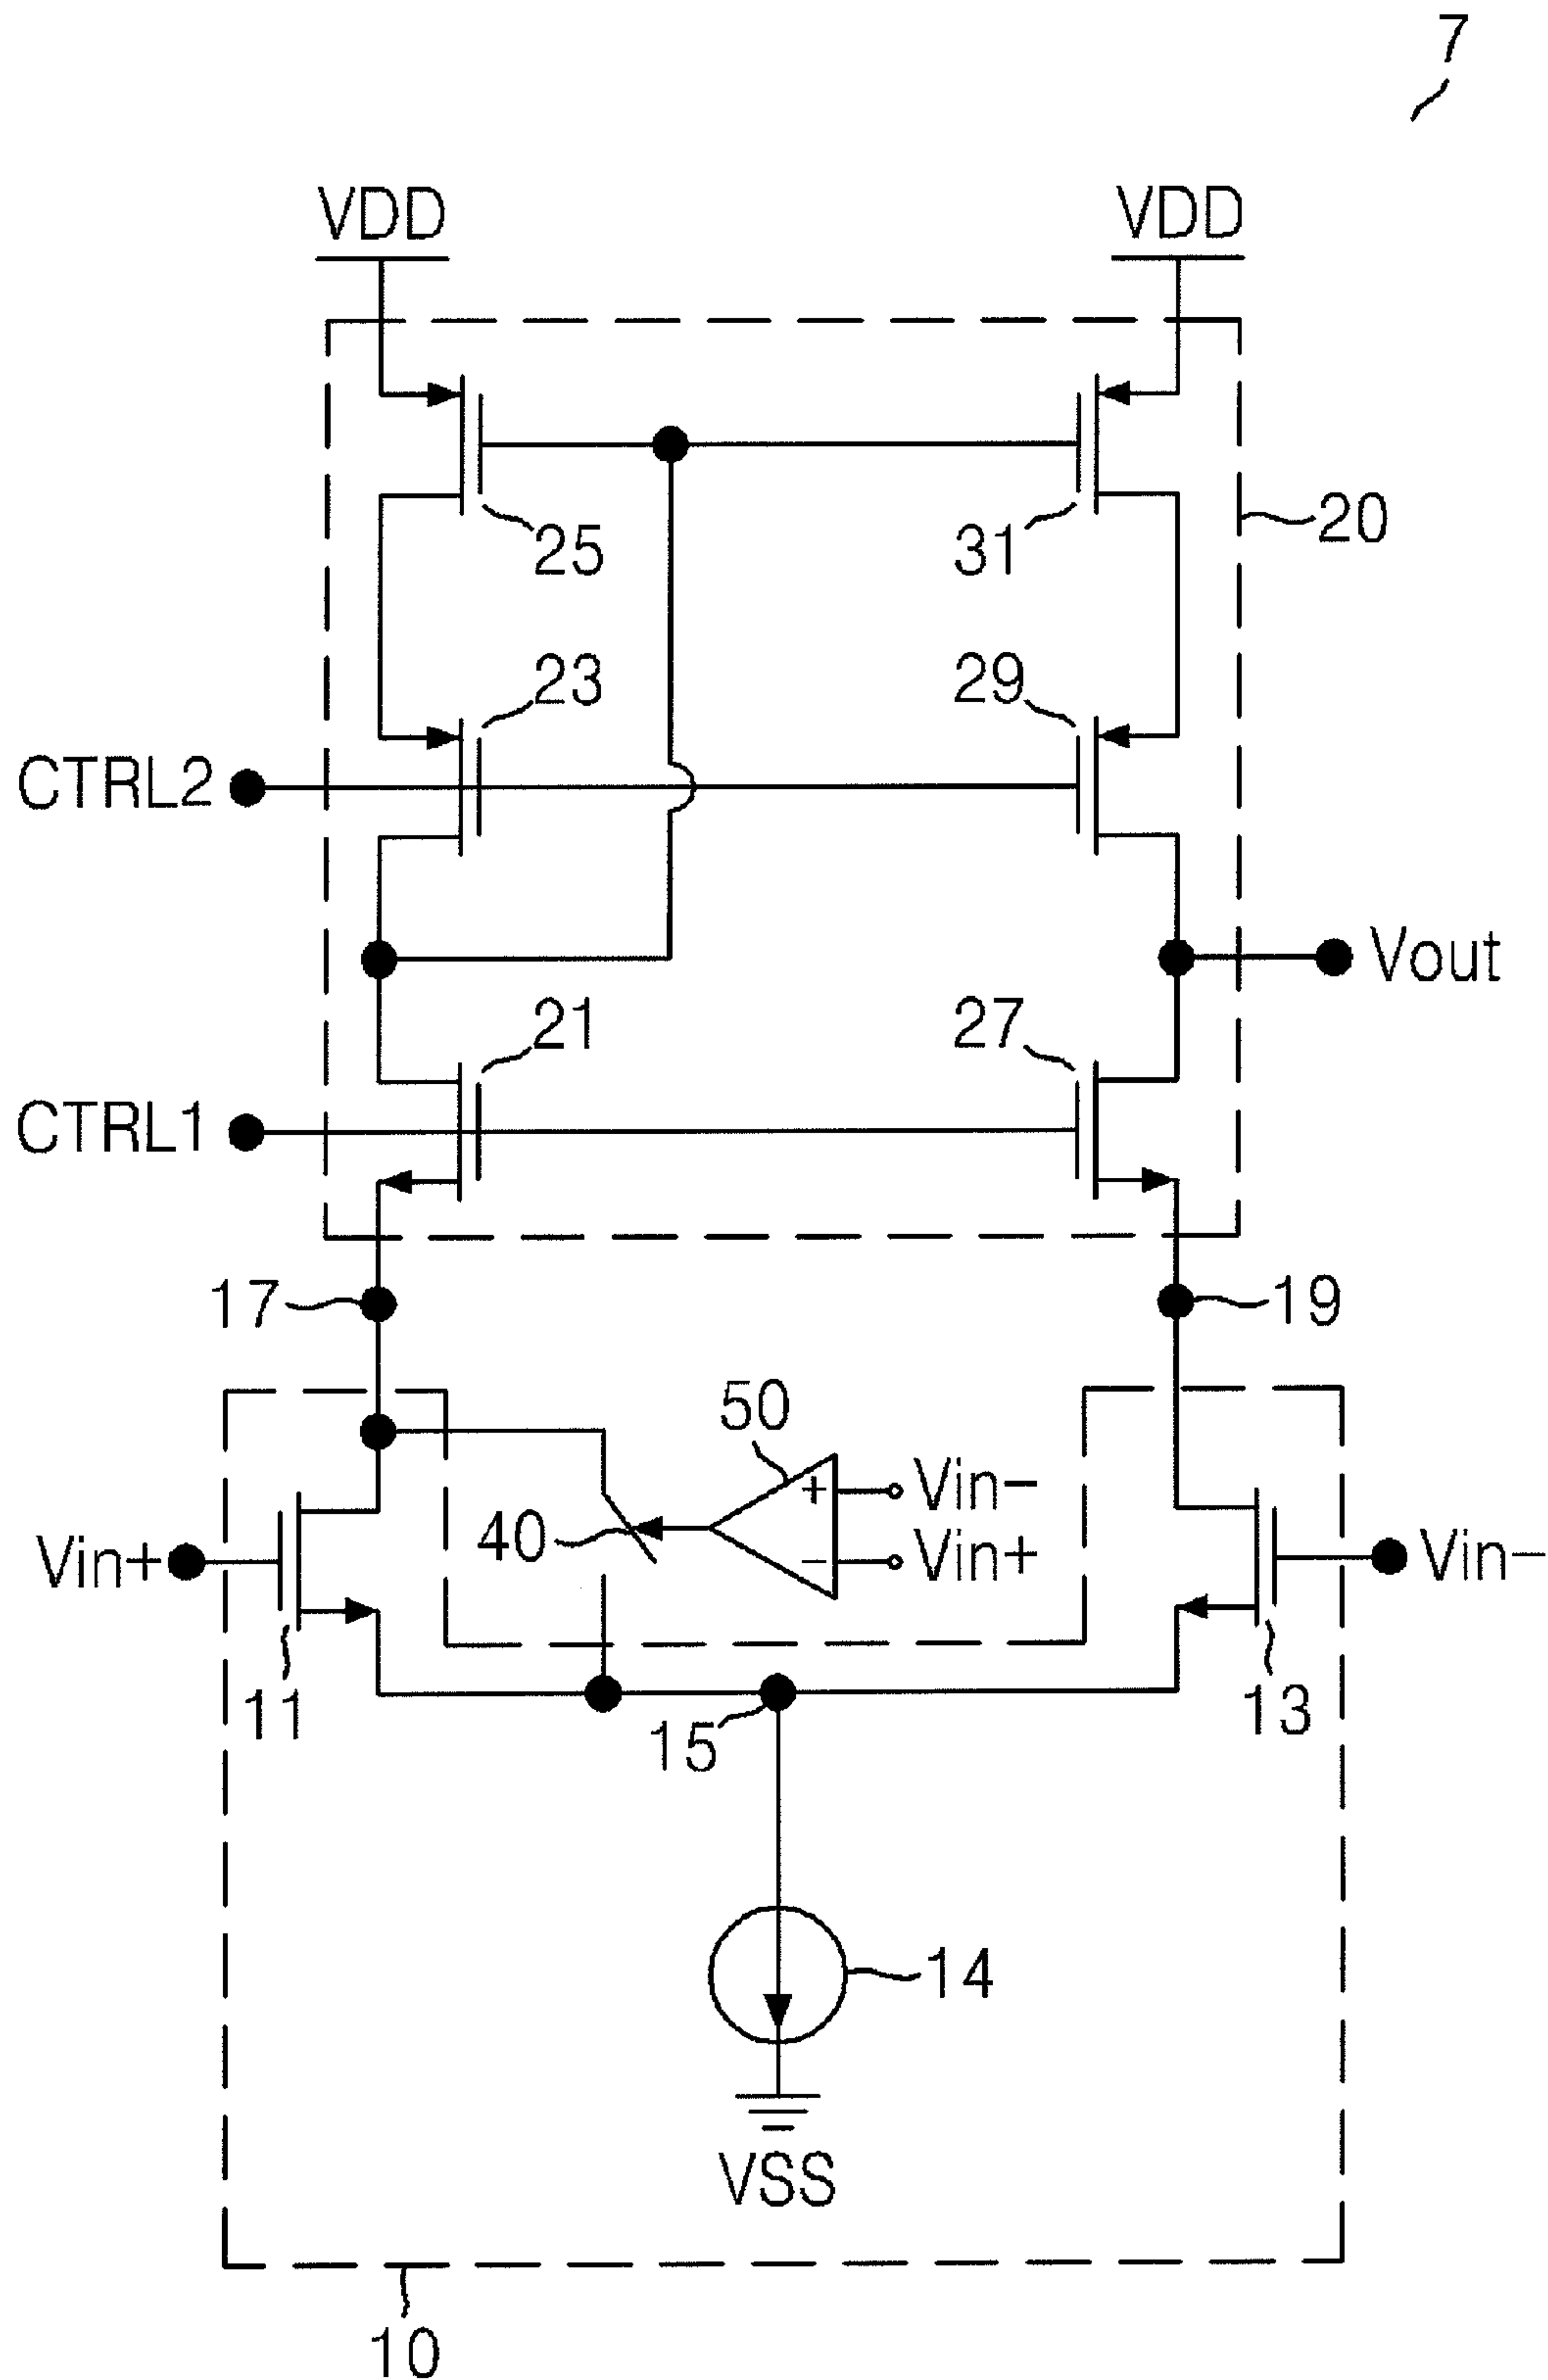 7
VDD VDD
25 31 20
23 29
CTRL2
Vout
21 27
CTRL1
17 19
50
+ Vin-
40
- Vin+
Vin+ Vin-
11 15 13
14
VSS
10